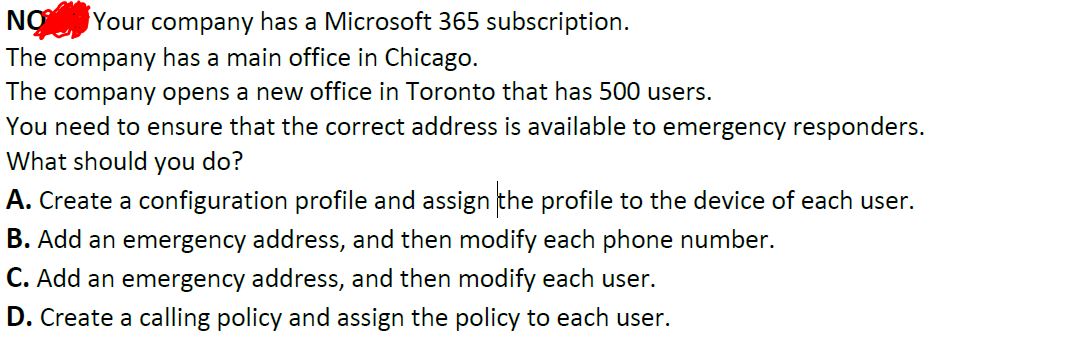 NO Your company has a Microsoft 365 subscription.
The company has a main office in Chicago.
The company opens a new office in Toronto that has 500 users.
You need to ensure that the correct address is available to emergency responders.
What should you do?
A. Create a configuration profile and assign the profile to the device of each user.
B. Add an emergency address, and then modify each phone number.
C. Add an emergency address, and then modify each user.
D. Create a calling policy and assign the policy to each user.